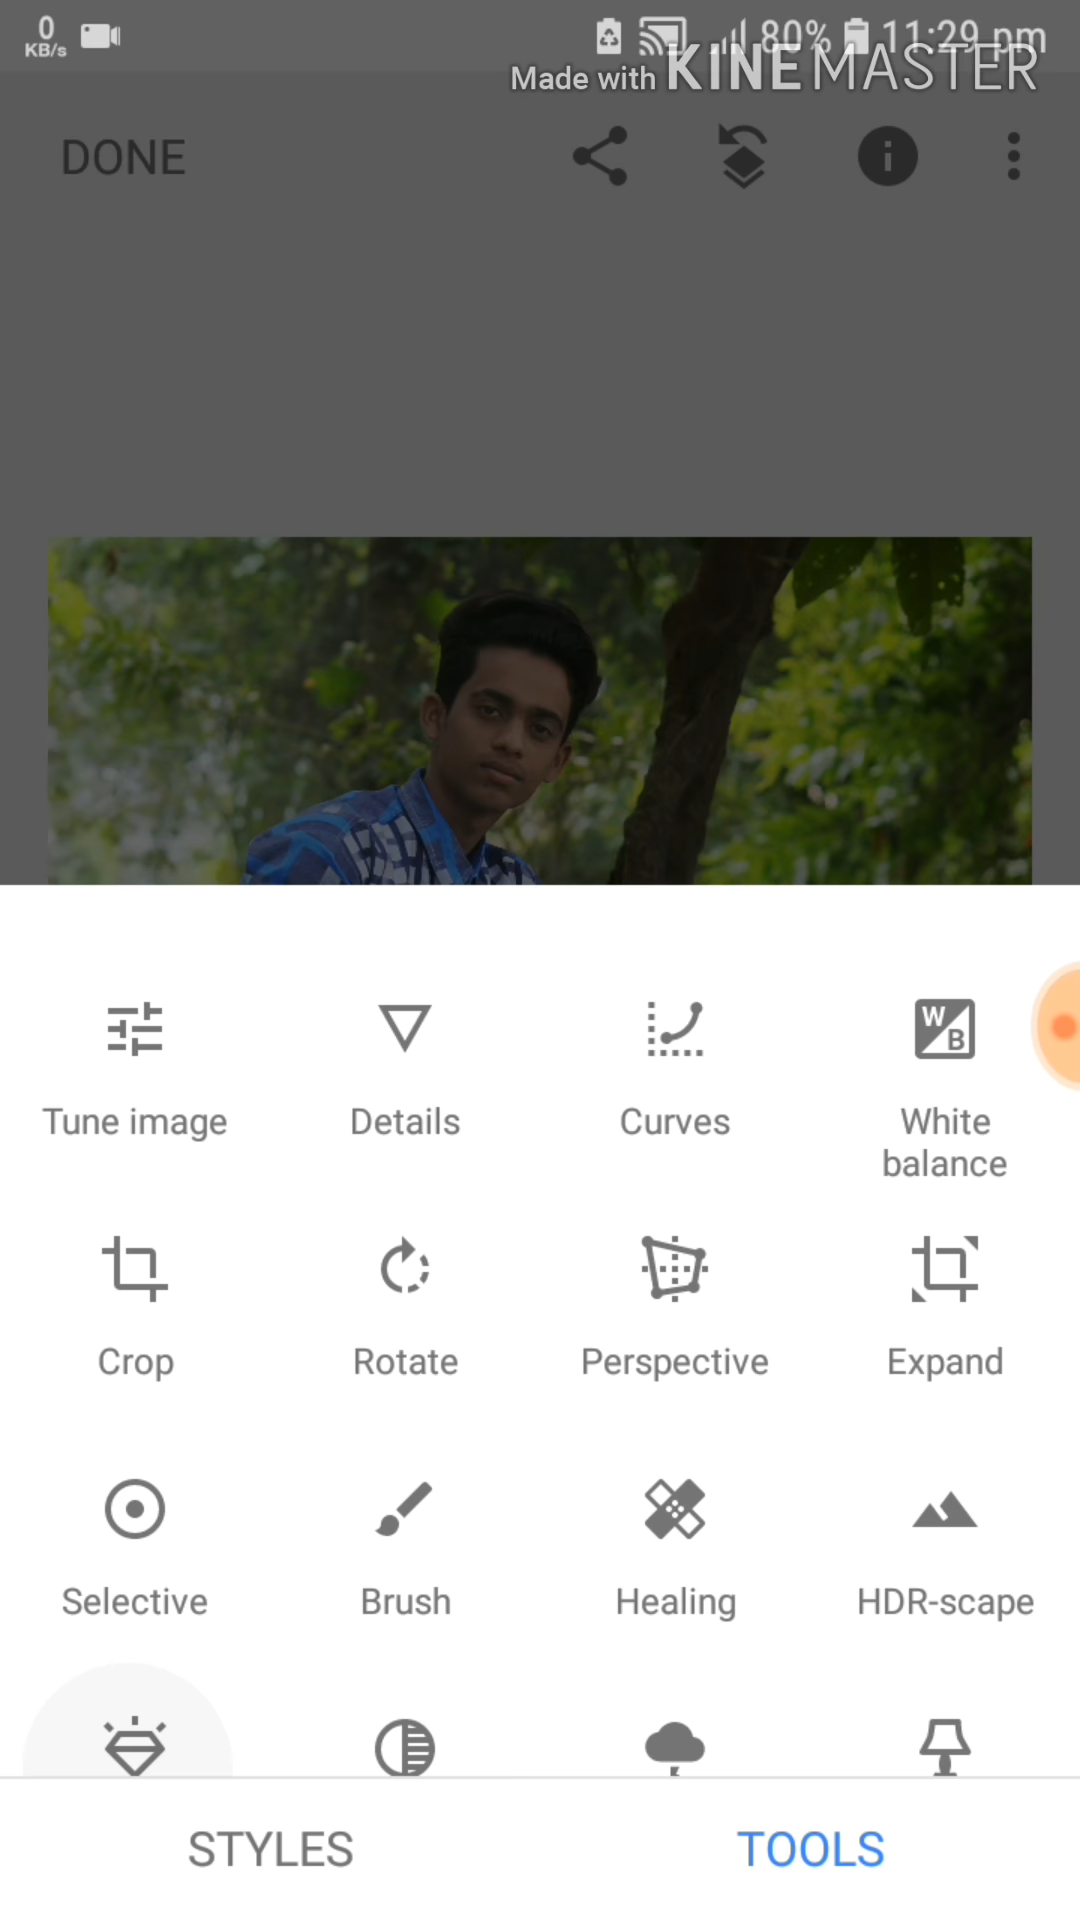 0
KB/s
80% 11:29 pm
Made with KINEMASTER
DONE
Tune image Details Curves White balance
Crop Rotate Perspective Expand
Selective Brush Healing HDR-scape
STYLES TOOLS